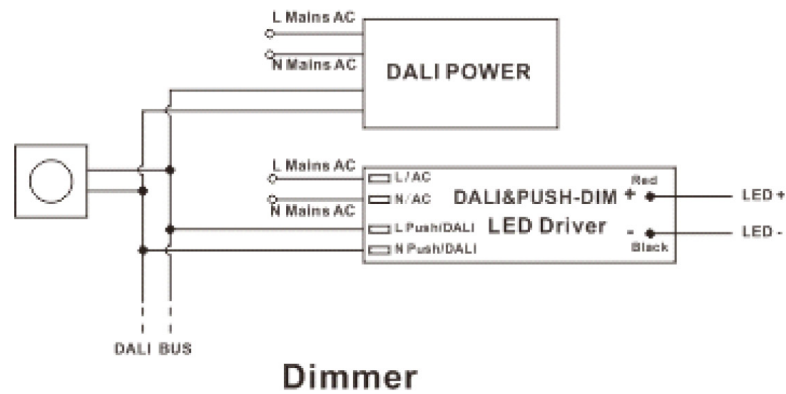 L Mains AC
N Mains AC
DALI POWER
L Mains AC
N Mains AC
L/AC
N/AC
L Push/DALI
N Push/DALI
DALI&PUSH-DIM
LED Driver
Red
+
-
Black
LED +
LED -
DALI BUS
Dimmer